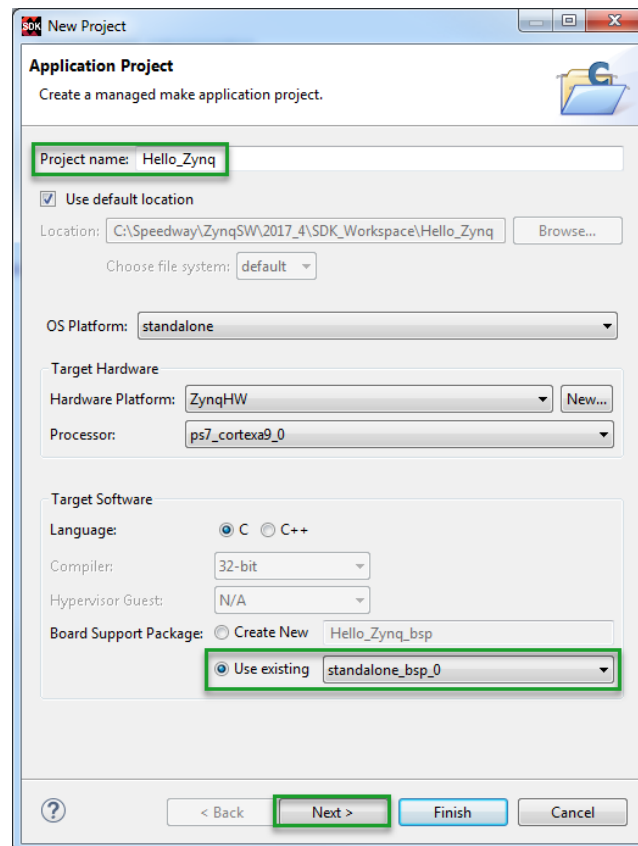 SDK New Project
Application Project
Create a managed make application project.
C
Project name: Hello_Zynq
Use default location
Location: C:\Speedway\ZynqSW\2017_4\SDK_Workspace\Hello_Zynq Browse...
Choose file system: default
OS Platform: standalone
Target Hardware
Hardware Platform: ZynqHW New...
Processor: ps7_cortexa9_0
Target Software
Language: C C++
Compiler: 32-bit
Hypervisor Guest: N/A
Board Support Package: Create New Hello_Zynq_bsp
Use existing standalone_bsp_0
? < Back Next > Finish Cancel